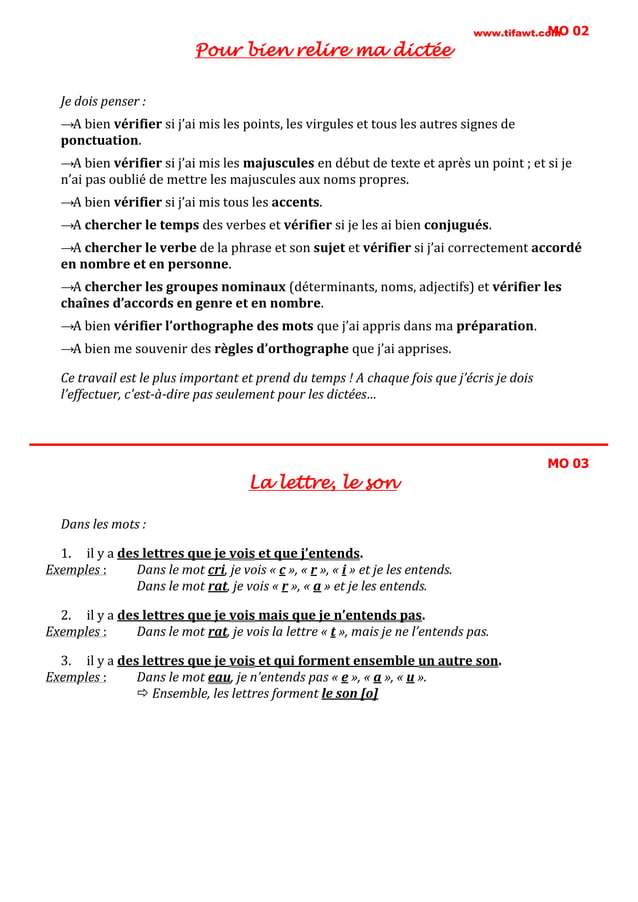 www.tifawt.com MO 02
Pour bien relire ma dictée
Je dois penser :
→A bien vérifier si j’ai mis les points, les virgules et tous les autres signes de
ponctuation.
→A bien vérifier si j’ai mis les majuscules en début de texte et après un point ; et si je
n’ai pas oublié de mettre les majuscules aux noms propres.
→A bien vérifier si j’ai mis tous les accents.
→A chercher le temps des verbes et vérifier si je les ai bien conjugués.
→A chercher le verbe de la phrase et son sujet et vérifier si j’ai correctement accordé
en nombre et en personne.
→A chercher les groupes nominaux (déterminants, noms, adjectifs) et vérifier les
chaînes d’accords en genre et en nombre.
→A bien vérifier l’orthographe des mots que j’ai appris dans ma préparation.
→A bien me souvenir des règles d’orthographe que j’ai apprises.
Ce travail est le plus important et prend du temps ! A chaque fois que j’écris je dois
l’effectuer, c’est-à-dire pas seulement pour les dictées…
MO 03
La lettre, le son
Dans les mots :
1. il y a des lettres que je vois et que j’entends.
Exemples : Dans le mot cri, je vois « c », « r », « i » et je les entends.
Dans le mot rat, je vois « r », « a » et je les entends.
2. il y a des lettres que je vois mais que je n’entends pas.
Exemples : Dans le mot rat, je vois la lettre « t », mais je ne l’entends pas.
3. il y a des lettres que je vois et qui forment ensemble un autre son.
Exemples : Dans le mot eau, je n’entends pas « e », « a », « u ».
⇨ Ensemble, les lettres forment le son [o]